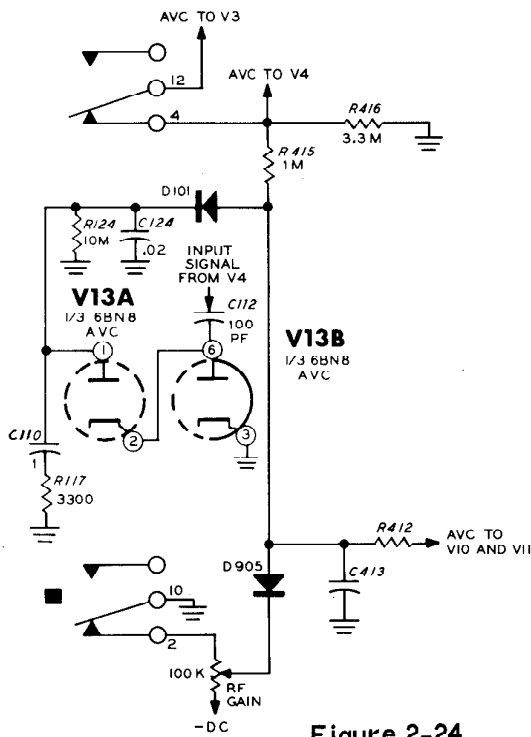 AVC TO V3
12
AVC TO V4
4
R416
3.3 M
R415
1M
D101
R124
10M
C124
.02
INPUT
SIGNAL
FROM V4
C112
100
PF
V13A
1/3 6BN8
AVC
V13B
1/3 6BN8
AVC
1
6
2
3
C110
1
R117
3300
R412
AVC TO
V10 AND V11
D905
C413
10
2
100 K
RF
GAIN
-DC
Figure 2-24